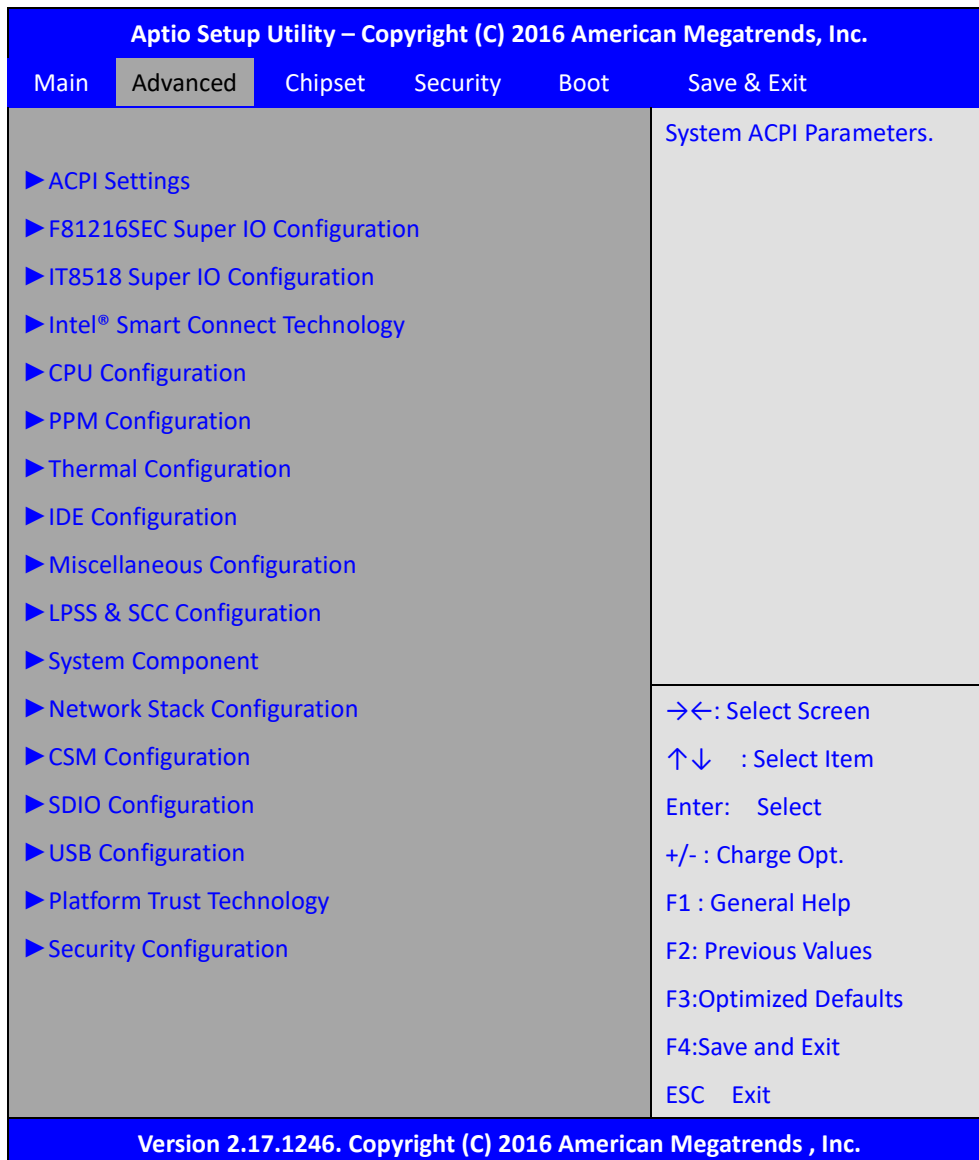 Aptio Setup Utility – Copyright (C) 2016 American Megatrends, Inc.
Main Advanced Chipset Security Boot Save & Exit
►ACPI Settings
►F81216SEC Super IO Configuration
►IT8518 Super IO Configuration
►Intel® Smart Connect Technology
►CPU Configuration
►PPM Configuration
►Thermal Configuration
►IDE Configuration
►Miscellaneous Configuration
►LPSS & SCC Configuration
►System Component
►Network Stack Configuration
►CSM Configuration
►SDIO Configuration
►USB Configuration
►Platform Trust Technology
►Security Configuration
System ACPI Parameters.
→←: Select Screen
↑↓ : Select Item
Enter: Select
+/- : Charge Opt.
F1 : General Help
F2: Previous Values
F3:Optimized Defaults
F4:Save and Exit
ESC Exit
Version 2.17.1246. Copyright (C) 2016 American Megatrends , Inc.